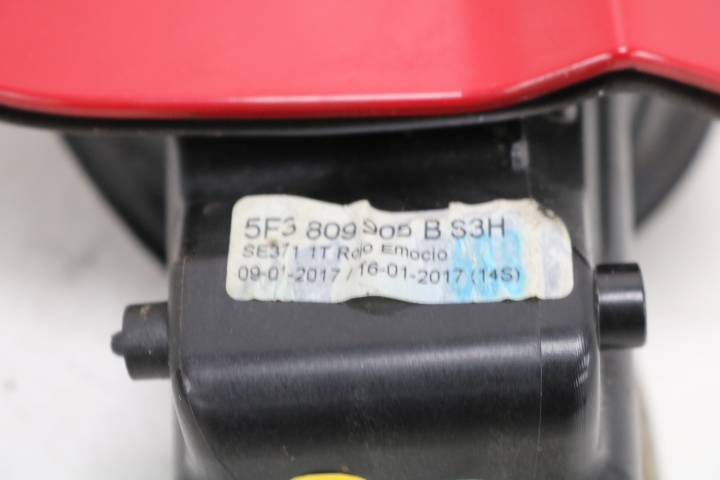 5F3 809 905 B S3H
SE371 1T Rojo Emocio
09-01-2017 / 16-01-2017 (14S)